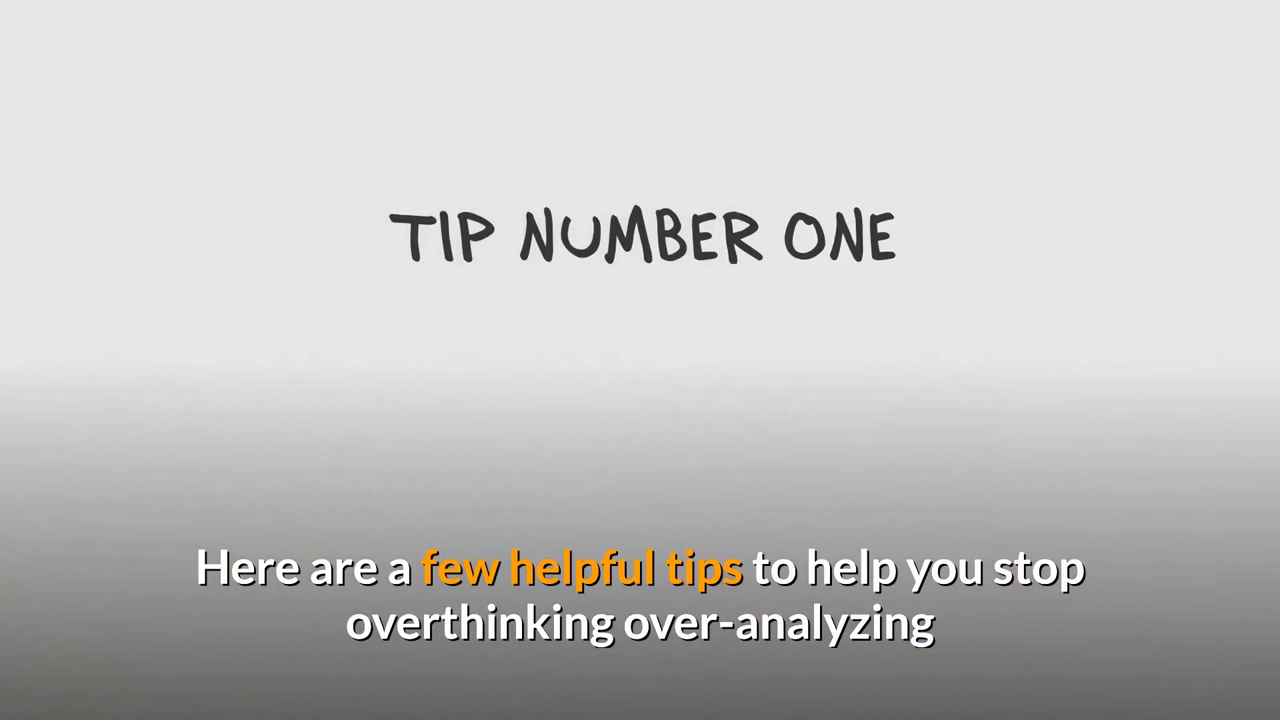 TIP NUMBER ONE
Here are a few helpful tips to help you stop
overthinking over-analyzing